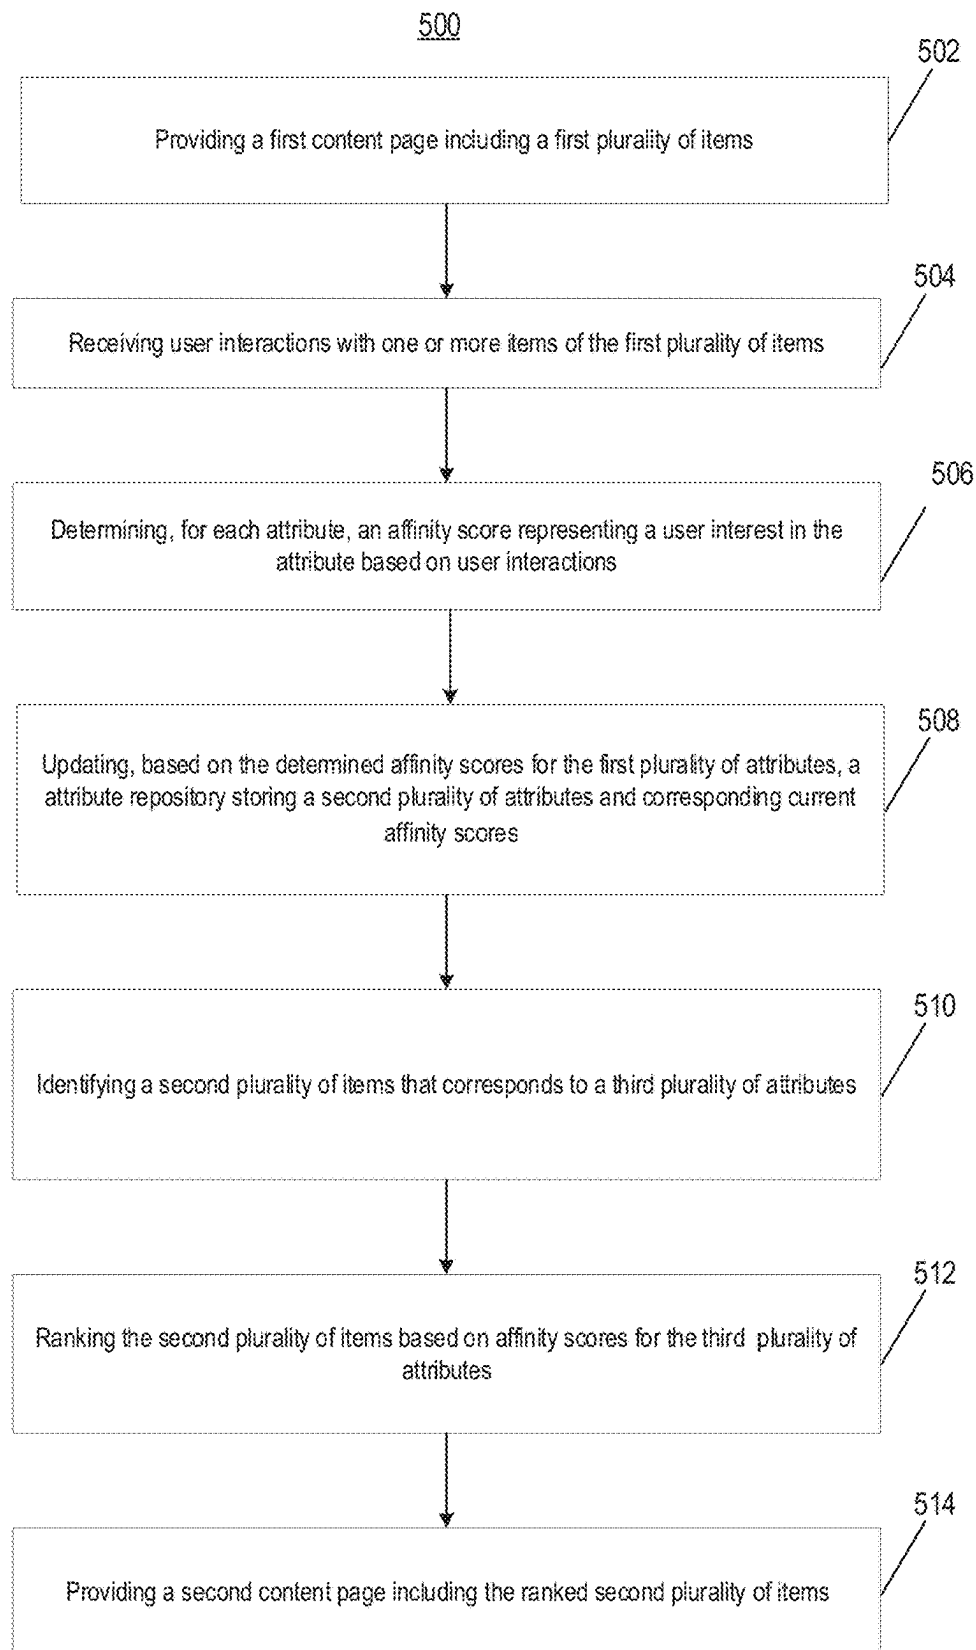 500
502
Providing a first content page including a first plurality of items
504
Receiving user interactions with one or more items of the first plurality of items
506
Determining, for each attribute, an affinity score representing a user interest in the
attribute based on user interactions
508
Updating, based on the determined affinity scores for the first plurality of attributes, a
attribute repository storing a second plurality of attributes and corresponding current
affinity scores
510
Identifying a second plurality of items that corresponds to a third plurality of attributes
512
Ranking the second plurality of items based on affinity scores for the third plurality of
attributes
514
Providing a second content page including the ranked second plurality of items